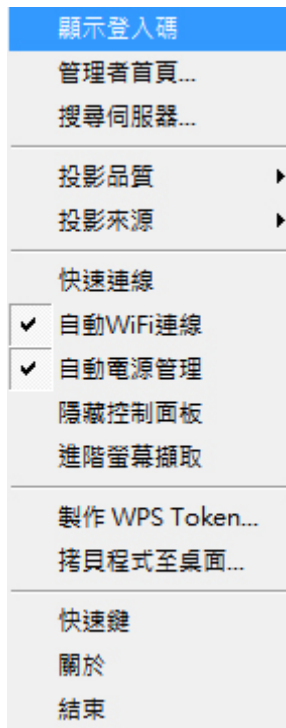 顯示登入碼
管理者首頁...
搜尋伺服器...
投影品質
投影來源
快速連線
自動WiFi連線
自動電源管理
隱藏控制面板
進階螢幕擷取
製作 WPS Token...
拷貝程式至桌面...
快速鍵
關於
結束